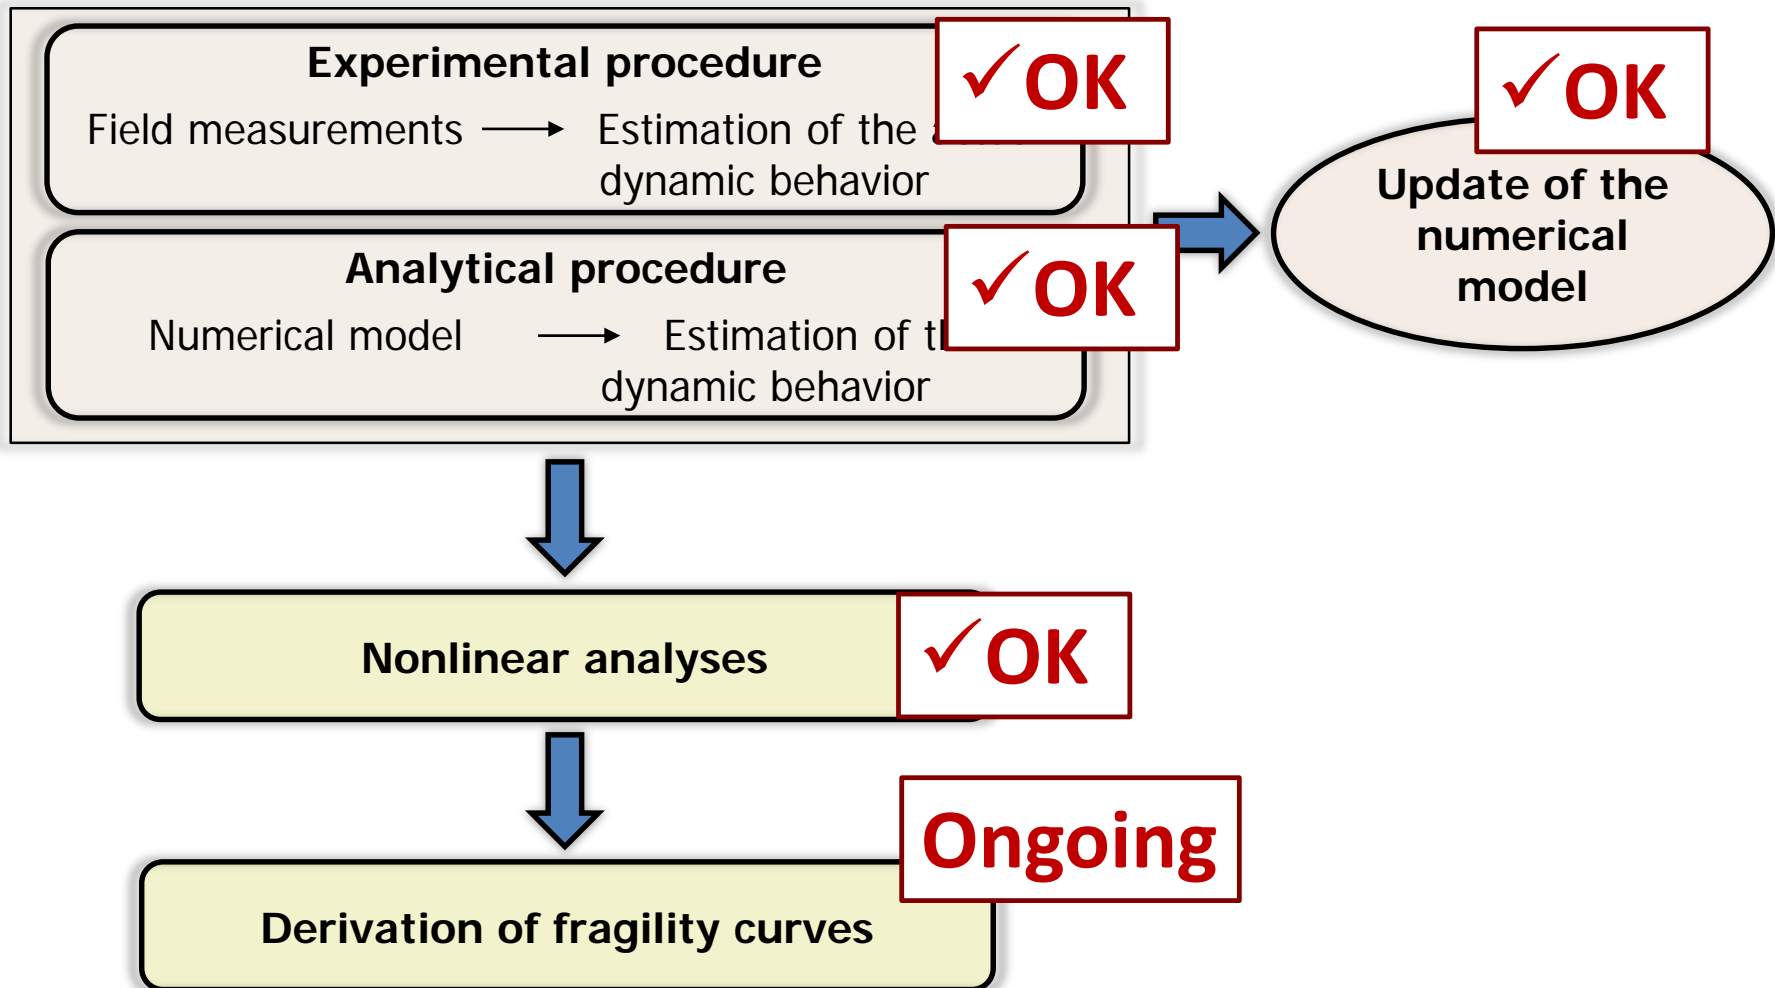 Experimental procedure
✓OK
Field measurements → Estimation of the
dynamic behavior
Analytical procedure
✓OK
Numerical model → Estimation of
dynamic behavior
✓OK
Update of the
numerical
model
Nonlinear analyses
✓OK
Ongoing
Derivation of fragility curves